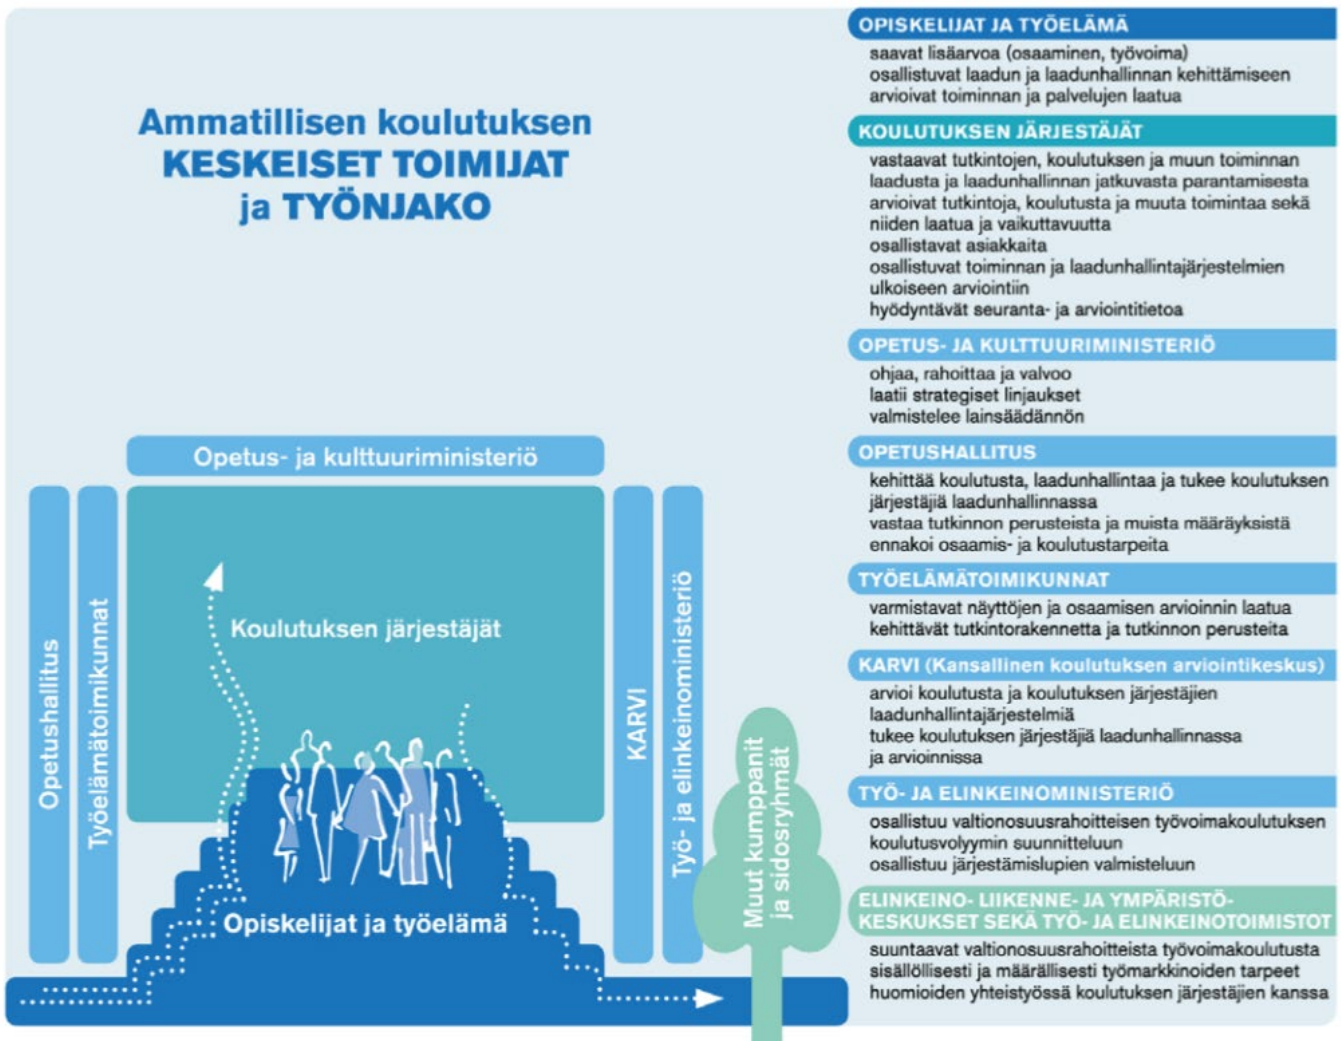 Ammatillisen koulutuksen
KESKEISET TOIMIJAT
ja TYÖNJAKO
Opetus- ja kulttuuriministeriö
Opetushallitus
Työelämätoimikunnat
Koulutuksen järjestäjät
KARVI
Työ- ja elinkeinoministeriö
Muut kumppanit
ja sidosryhmät
Opiskelijat ja työelämä
OPISKELIJAT JA TYÖELÄMÄ
saavat lisäarvoa (osaaminen, työvoima)
osallistuvat laadun ja laadunhallinnan kehittämiseen
arvioivat toiminnan ja palvelujen laatua
KOULUTUKSEN JÄRJESTÄJÄT
vastaavat tutkintojen, koulutuksen ja muun toiminnan
laadusta ja laadunhallinnan jatkuvasta parantamisesta
arvioivat tutkintoja, koulutusta ja muuta toimintaa sekä
niiden laatua ja vaikuttavuutta
osallistavat asiakkaita
osallistuvat toiminnan ja laadunhallintajärjestelmien
ulkoiseen arviointiin
hyödyntävät seuranta- ja arviointitietoa
OPETUS- JA KULTTUURIMINISTERIÖ
ohjaa, rahoittaa ja valvoo
laatii strategiset linjaukset
valmistelee lainsäädännön
OPETUSHALLITUS
kehittää koulutusta, laadunhallintaa ja tukee koulutuksen
järjestäjiä laadunhallinnassa
vastaa tutkinnon perusteista ja muista määräyksistä
ennakoi osaamis- ja koulutustarpeita
TYÖELÄMÄTOIMIKUNNAT
varmistavat näyttöjen ja osaamisen arvioinnin laatua
kehittävät tutkintorakennetta ja tutkinnon perusteita
KARVI (Kansallinen koulutuksen arviointikeskus)
arvioi koulutusta ja koulutuksen järjestäjien
laadunhallintajärjestelmiä
tukee koulutuksen järjestäjiä laadunhallinnassa
ja arvioinnissa
TYÖ- JA ELINKEINOMINISTERIÖ
osallistuu valtionosuusrahoitteisen työvoimakoulutuksen
koulutusvolyymin suunnitteluun
osallistuu järjestämislupien valmisteluun
ELINKEINO- LIIKENNE- JA YMPÄRISTÖ-
KESKUKSET SEKÄ TYÖ- JA ELINKEINOTOIMISTOT
suuntaavat valtionosuusrahoitteista työvoimakoulutusta
sisällöllisesti ja määrällisesti työmarkkinoiden tarpeet
huomioiden yhteistyössä koulutuksen järjestäjien kanssa